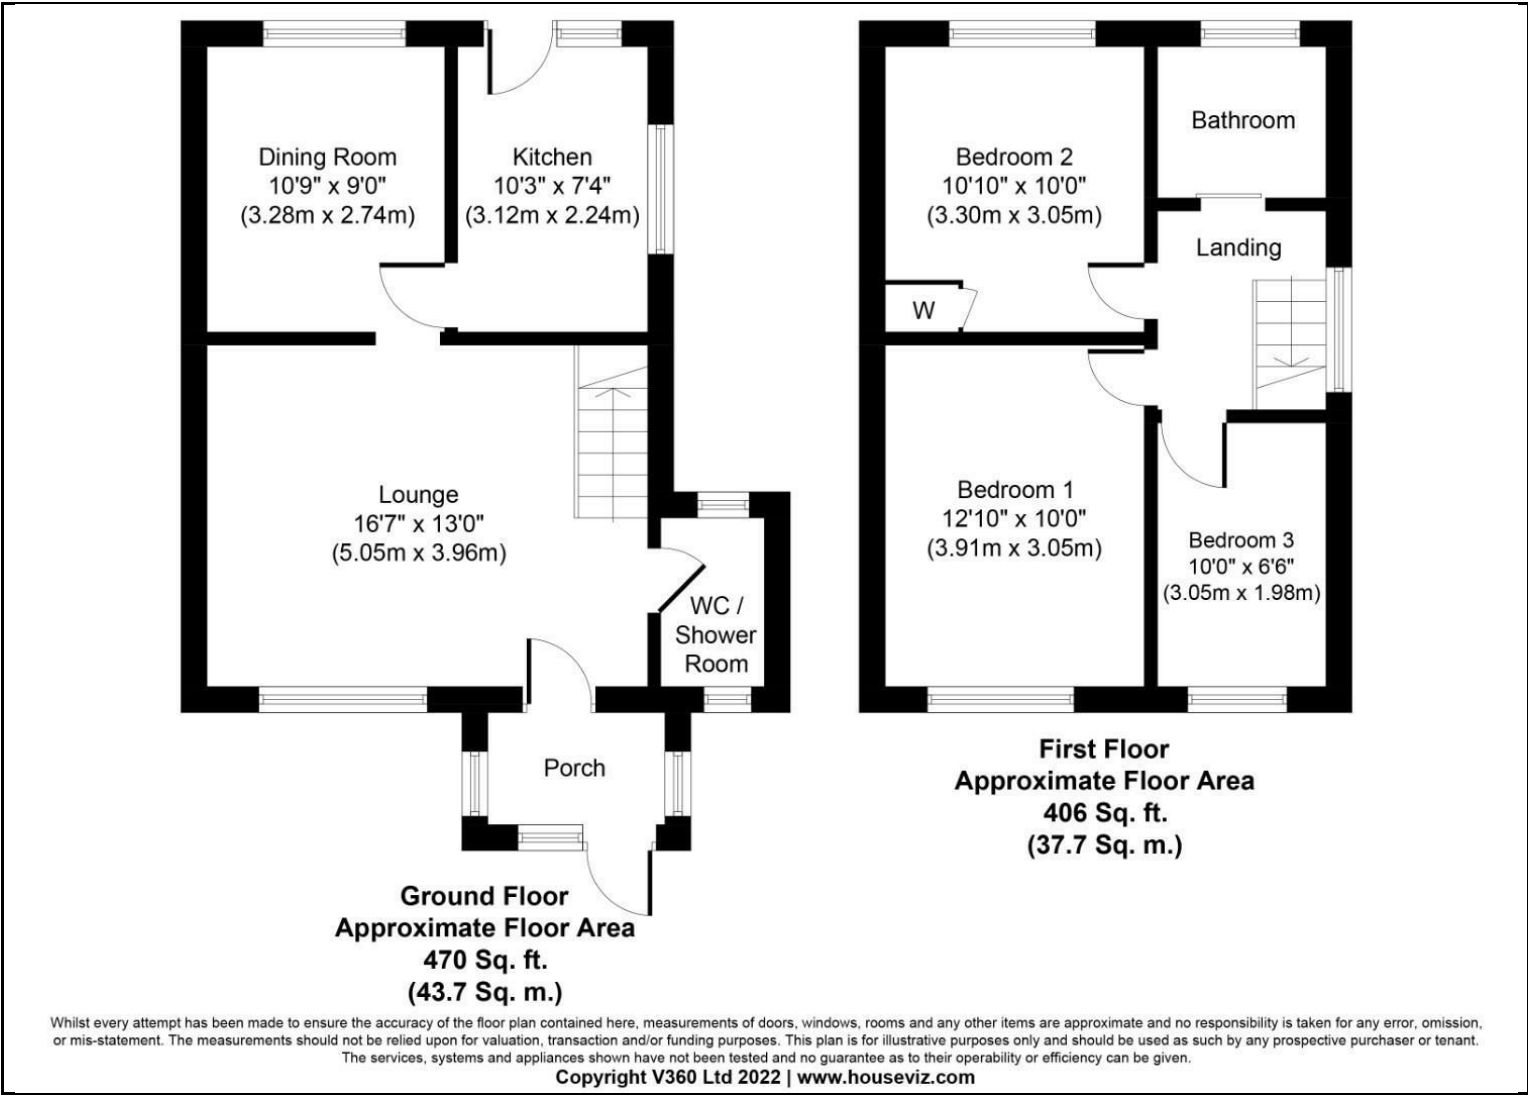 Dining Room
10'9" x 9'0"
(3.28m x 2.74m)
Kitchen
10'3" x 7'4"
(3.12m x 2.24m)
Lounge
16'7" x 13'0"
(5.05m x 3.96m)
WC /
Shower
Room
Porch
Ground Floor
Approximate Floor Area
470 Sq. ft.
(43.7 Sq. m.)
Bedroom 2
10'10" x 10'0"
(3.30m x 3.05m)
Bathroom
Landing
W
Bedroom 1
12'10" x 10'0"
(3.91m x 3.05m)
Bedroom 3
10'0" x 6'6"
(3.05m x 1.98m)
First Floor
Approximate Floor Area
406 Sq. ft.
(37.7 Sq. m.)
Whilst every attempt has been made to ensure the accuracy of the floor plan contained here, measurements of doors, windows, rooms and any other items are approximate and no responsibility is taken for any error, omission,
or mis-statement. The measurements should not be relied upon for valuation, transaction and/or funding purposes. This plan is for illustrative purposes only and should be used as such by any prospective purchaser or tenant.
The services, systems and appliances shown have not been tested and no guarantee as to their operability or efficiency can be given.
Copyright V360 Ltd 2022 | www.houseviz.com